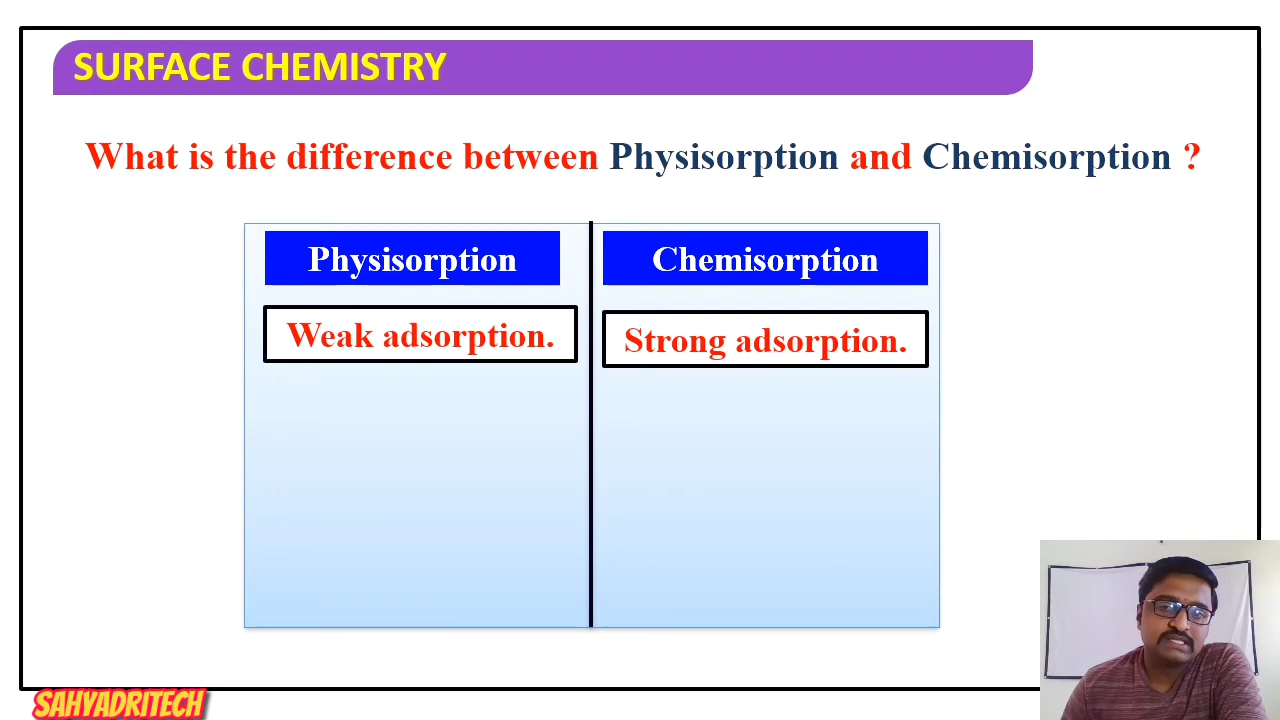 SURFACE CHEMISTRY
What is the difference between Physisorption and Chemisorption ?
Physisorption
Chemisorption
Weak adsorption.
Strong adsorption.
SAHYADRITECH